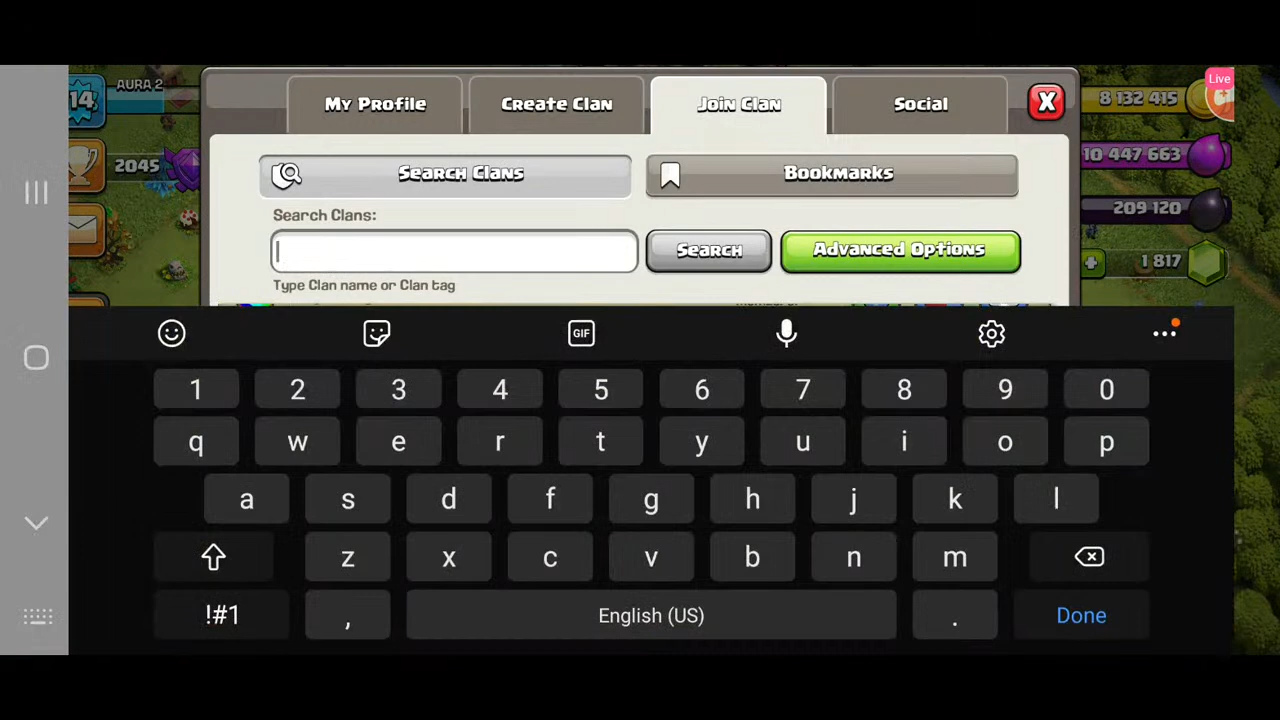 AURA 2
14
2045
My Profile
Create Clan
Join Clan
Social
X
Live
8 132 415
10 447 663
209 120
1 817
Search Clans
Bookmarks
Search Clans:
Search
Advanced Options
Type Clan name or Clan tag
GIF
1 2 3 4 5 6 7 8 9 0
q w e r t y u i o p
a s d f g h j k l
z x c v b n m
!#1 , English (US) . Done